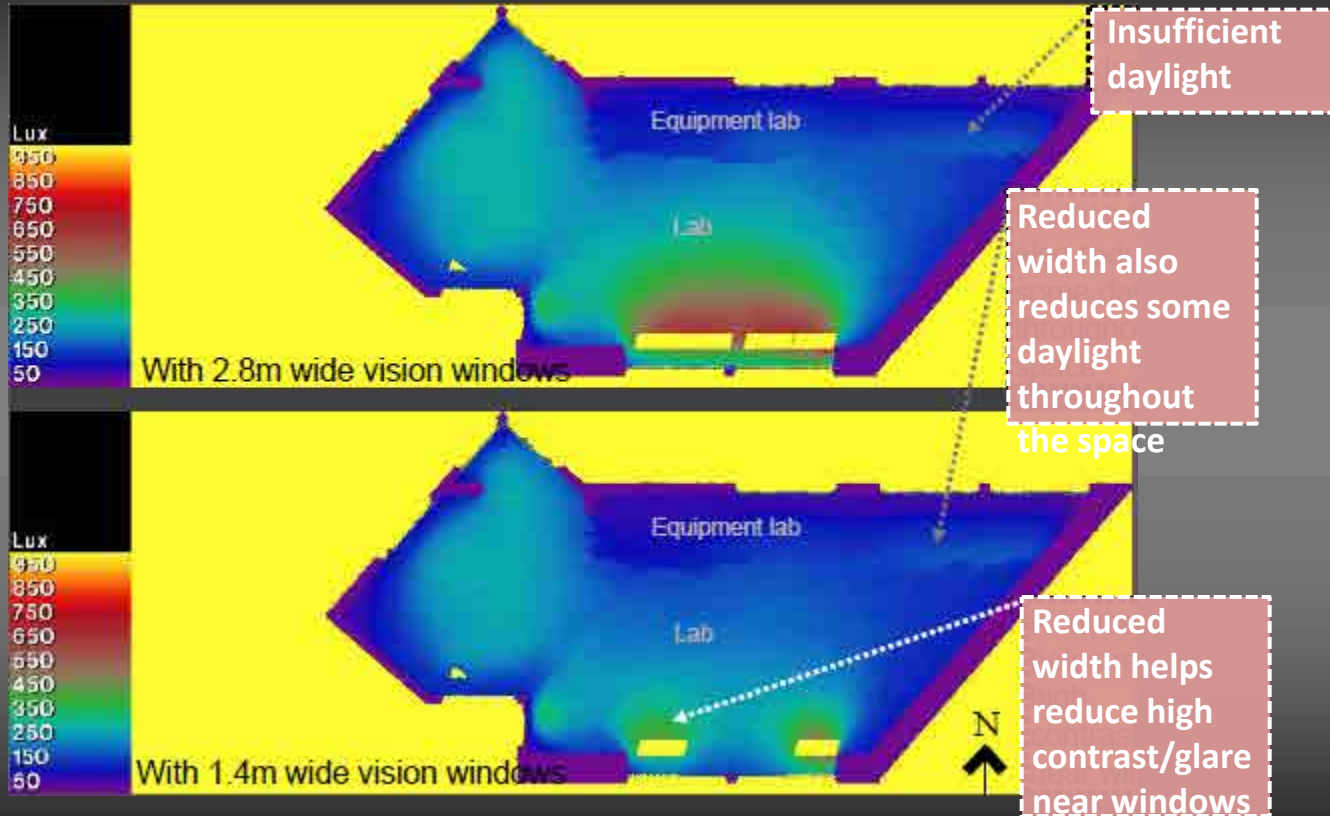 Insufficient
daylight
Equipment lab
Lux
950
850
750
650
550
450
350
250
150
50
Lab
With 2.8m wide vision windows
Reduced
width also
reduces some
daylight
throughout
the space
Equipment lab
Lux
950
850
750
650
550
450
350
250
150
50
Lab
N
With 1.4m wide vision windows
Reduced
width helps
reduce high
contrast/glare
near windows